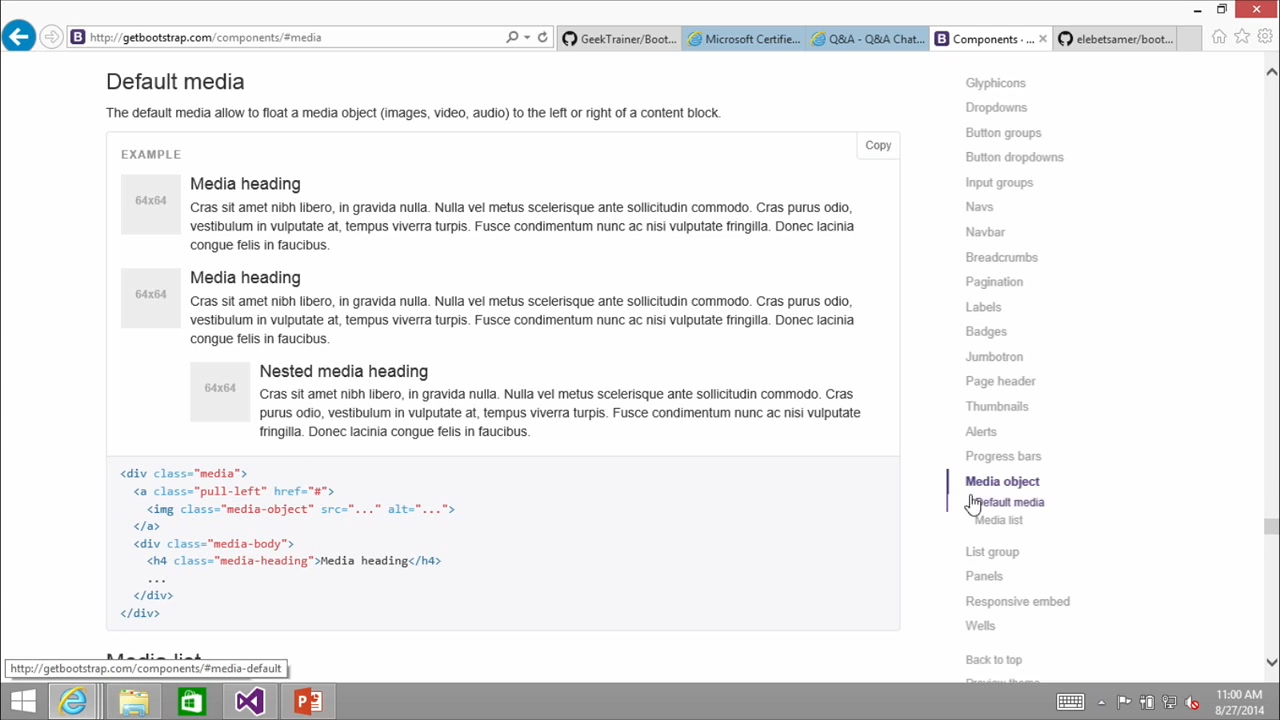 http://getbootstrap.com/components/#media
GeekTrainer/Boot...
Microsoft Certifie...
Q&A - Q&A Chat...
Components · ...
elebetsamer/boot...
Default media
The default media allow to float a media object (images, video, audio) to the left or right of a content block.
EXAMPLE
Copy
64x64
Media heading
Cras sit amet nibh libero, in gravida nulla. Nulla vel metus scelerisque ante sollicitudin commodo. Cras purus odio,
vestibulum in vulputate at, tempus viverra turpis. Fusce condimentum nunc ac nisi vulputate fringilla. Donec lacinia
congue felis in faucibus.
64x64
Media heading
Cras sit amet nibh libero, in gravida nulla. Nulla vel metus scelerisque ante sollicitudin commodo. Cras purus odio,
vestibulum in vulputate at, tempus viverra turpis. Fusce condimentum nunc ac nisi vulputate fringilla. Donec lacinia
congue felis in faucibus.
64x64
Nested media heading
Cras sit amet nibh libero, in gravida nulla. Nulla vel metus scelerisque ante sollicitudin commodo. Cras
purus odio, vestibulum in vulputate at, tempus viverra turpis. Fusce condimentum nunc ac nisi vulputate
fringilla. Donec lacinia congue felis in faucibus.
<div class="media">
<a class="pull-left" href="#">
<img class="media-object" src="..." alt="...">
</a>
<div class="media-body">
<h4 class="media-heading">Media heading</h4>
...
</div>
</div>
Media list
Glyphicons
Dropdowns
Button groups
Button dropdowns
Input groups
Navs
Navbar
Breadcrumbs
Pagination
Labels
Badges
Jumbotron
Page header
Thumbnails
Alerts
Progress bars
Media object
Default media
Media list
List group
Panels
Responsive embed
Wells
Back to top
Preview theme
http://getbootstrap.com/components/#media-default
11:00 AM
8/27/2014